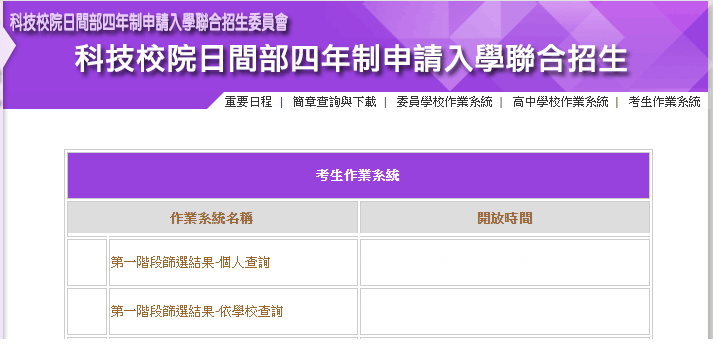 科技校院日間部四年制申請入學聯合招生委員會
科技校院日間部四年制申請入學聯合招生
重要日程 | 簡章查詢與下載 | 委員學校作業系統 | 高中學校作業系統 | 考生作業系統
考生作業系統
作業系統名稱 開放時間
第一階段篩選結果-個人查詢
第一階段篩選結果-依學校查詢